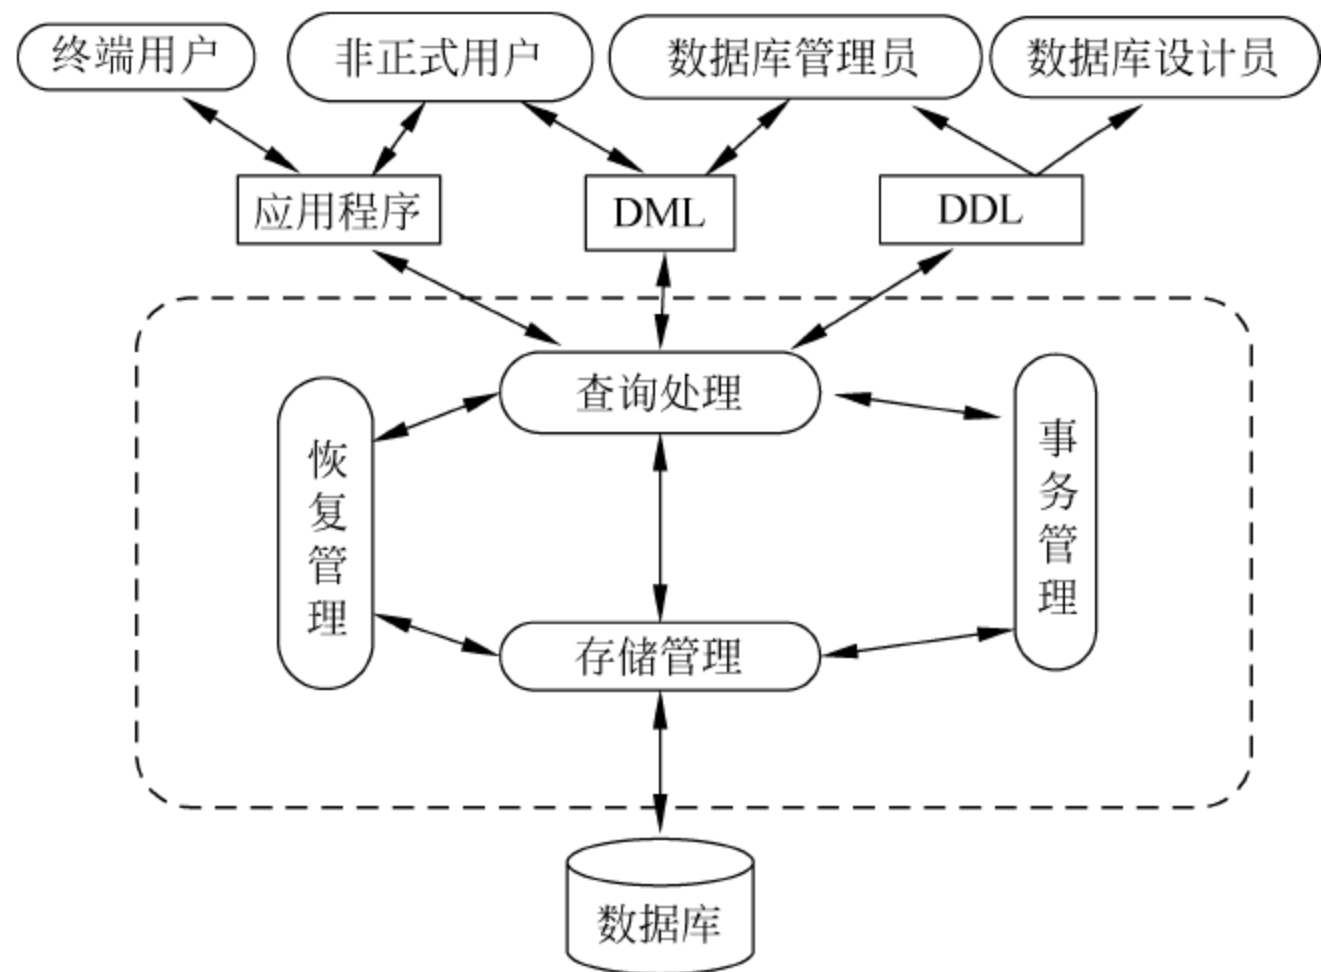 终端用户
非正式用户
数据库管理员
数据库设计员
应用程序
DML
DDL
查询处理
恢复管理
事务管理
存储管理
数据库